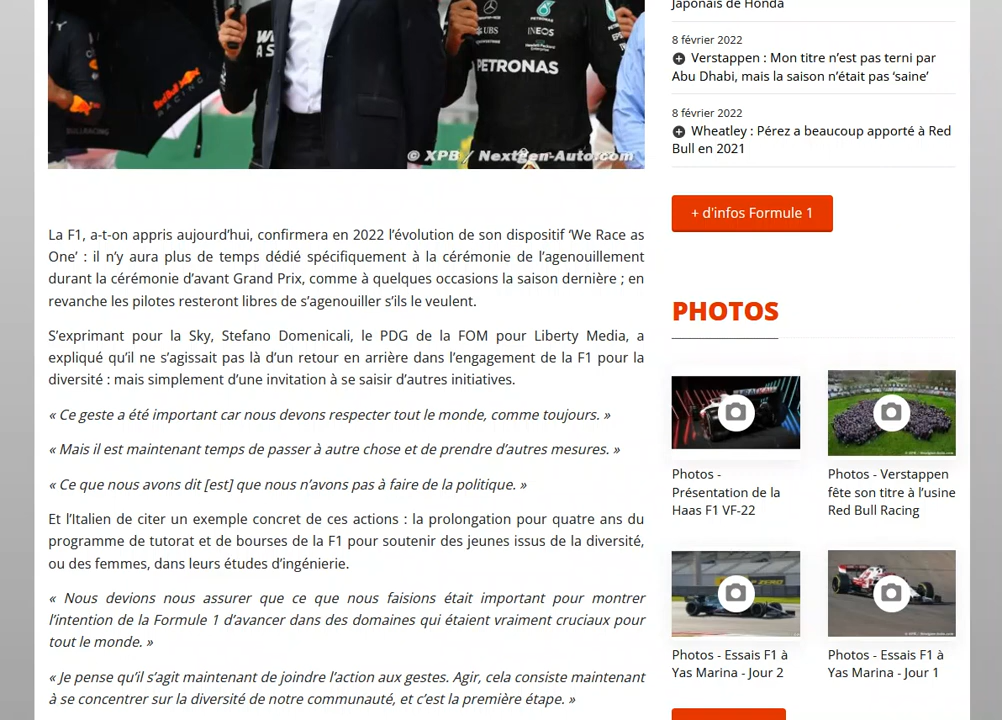 Japonais de Honda
8 février 2022
Verstappen : Mon titre n’est pas terni par
Abu Dhabi, mais la saison n’était pas ‘saine’
8 février 2022
Wheatley : Pérez a beaucoup apporté à Red
Bull en 2021
+ d'infos Formule 1
UBS
INEOS
PETRONAS
Red Bull
RACING
BULLRACING
© XPB / NextGen-Auto.com
La F1, a-t-on appris aujourd’hui, confirmera en 2022 l’évolution de son dispositif ‘We Race as
One’ : il n’y aura plus de temps dédié spécifiquement à la cérémonie de l’agenouillement
durant la cérémonie d’avant Grand Prix, comme à quelques occasions la saison dernière ; en
revanche les pilotes resteront libres de s’agenouiller s’ils le veulent.
S’exprimant pour la Sky, Stefano Domenicali, le PDG de la FOM pour Liberty Media, a
expliqué qu’il ne s’agissait pas là d’un retour en arrière dans l’engagement de la F1 pour la
diversité : mais simplement d’une invitation à se saisir d’autres initiatives.
« Ce geste a été important car nous devons respecter tout le monde, comme toujours. »
« Mais il est maintenant temps de passer à autre chose et de prendre d’autres mesures. »
« Ce que nous avons dit [est] que nous n’avons pas à faire de la politique. »
Et l’Italien de citer un exemple concret de ces actions : la prolongation pour quatre ans du
programme de tutorat et de bourses de la F1 pour soutenir des jeunes issus de la diversité,
ou des femmes, dans leurs études d’ingénierie.
« Nous devions nous assurer que ce que nous faisions était important pour montrer
l’intention de la Formule 1 d’avancer dans des domaines qui étaient vraiment cruciaux pour
tout le monde. »
« Je pense qu’il s’agit maintenant de joindre l’action aux gestes. Agir, cela consiste maintenant
à se concentrer sur la diversité de notre communauté, et c’est la première étape. »
PHOTOS
Photos -
Présentation de la
Haas F1 VF-22
Photos - Verstappen
fête son titre à l’usine
Red Bull Racing
Photos - Essais F1 à
Yas Marina - Jour 2
Photos - Essais F1 à
Yas Marina - Jour 1